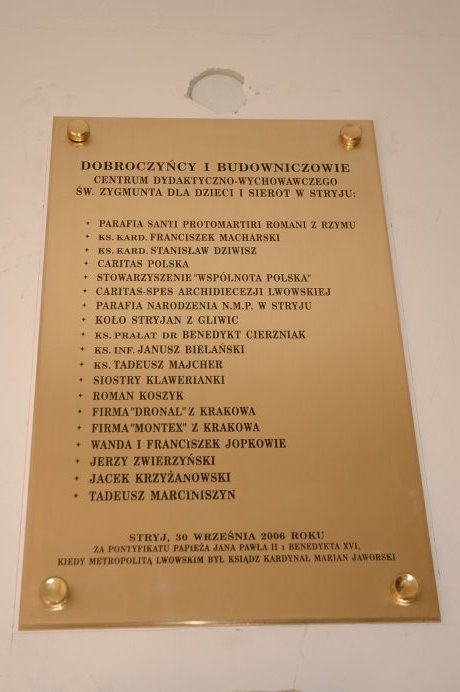 DOBROCZYŃCY I BUDOWNICZOWIE
CENTRUM DYDAKTYCZNO-WYCHOWAWCZEGO
ŚW. ZYGMUNTA DLA DZIECI I SIEROT W STRYJU:
+ PARAFIA SANTI PROTOMARTIRI ROMANI Z RZYMU
+ KS. KARD. FRANCISZEK MACHARSKI
+ KS. KARD. STANISŁAW DZIWISZ
+ CARITAS POLSKA
+ STOWARZYSZENIE "WSPÓLNOTA POLSKA"
+ CARITAS-SPES ARCHIDIECEZJI LWOWSKIEJ
+ PARAFIA NARODZENIA N.M.P. W STRYJU
+ KOŁO STRYJAN Z GLIWIC
+ KS. PRAŁAT DR BENEDYKT CIERZNIAK
+ KS. INF. JANUSZ BIELAŃSKI
+ KS. TADEUSZ MAJCHER
+ SIOSTRY KLAWERIANKI
+ ROMAN KOSZYK
+ FIRMA "DRONAL" Z KRAKOWA
+ FIRMA "MONTEX" Z KRAKOWA
+ WANDA I FRANCISZEK JOPKOWIE
+ JERZY ZWIERZYŃSKI
+ JACEK KRZYŻANOWSKI
+ TADEUSZ MARCINISZYN
STRYJ, 30 WRZEŚNIA 2006 ROKU
ZA PONTYFIKATU PAPIEŻA JANA PAWŁA II I BENEDYKTA XVI,
KIEDY METROPOLITĄ LWOWSKIM BYŁ KSIĄDZ KARDYNAŁ MARIAN JAWORSKI